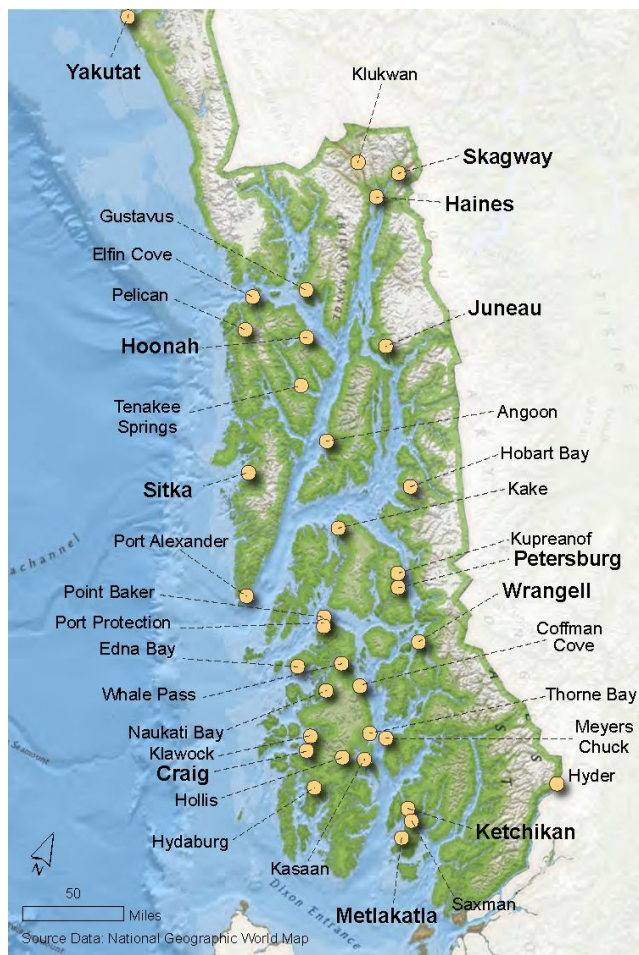 Yakutat
Klukwan
Skagway
Haines
Gustavus
Elfin Cove
Pelican
Juneau
Hoonah
Tenakee
Springs
Angoon
Hobart Bay
Sitka
Kake
Port Alexander
Kupreanof
Petersburg
Point Baker
Wrangell
Port Protection
Coffman
Cove
Edna Bay
Whale Pass
Thorne Bay
Naukati Bay
Meyers
Chuck
Klawock
Craig
Hyder
Hollis
Ketchikan
Hydaburg
Kasaan
Saxman
Metlakatla
Dixon Entrance
N
50
Miles
Source Data: National Geographic World Map